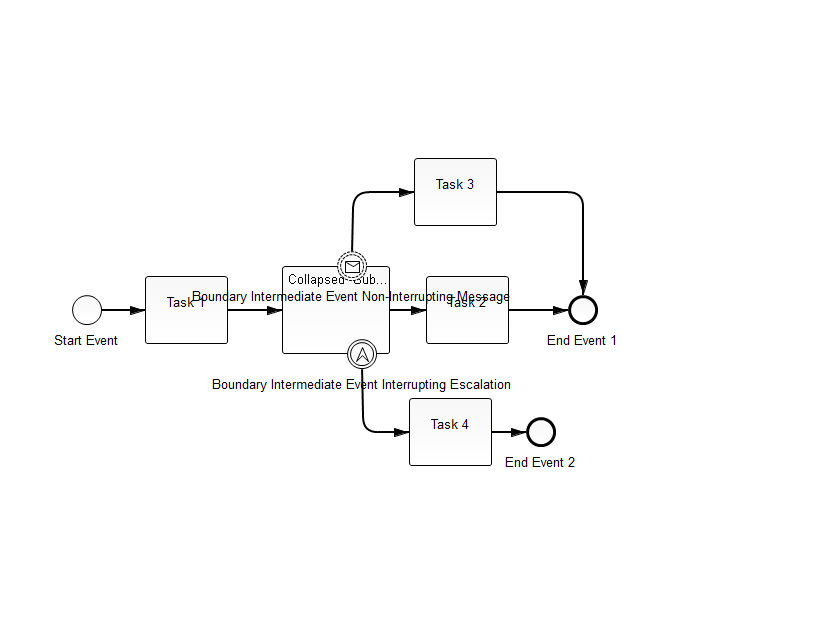 Task 3
Collapsed Sub...
Boundary Intermediate Event Non-Interrupting Message
Task 1
Task 2
Start Event
End Event 1
Boundary Intermediate Event Interrupting Escalation
Task 4
End Event 2